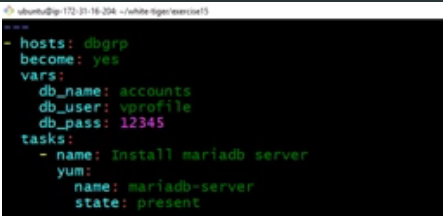 ubuntu@ip-172-31-16-204: ~/white-tiger/exercise15
---
- hosts: dbgrp
  become: yes
  vars:
    db_name: accounts
    db_user: vprofile
    db_pass: 12345
  tasks:
    - name: Install mariadb server
      yum:
        name: mariadb-server
        state: present